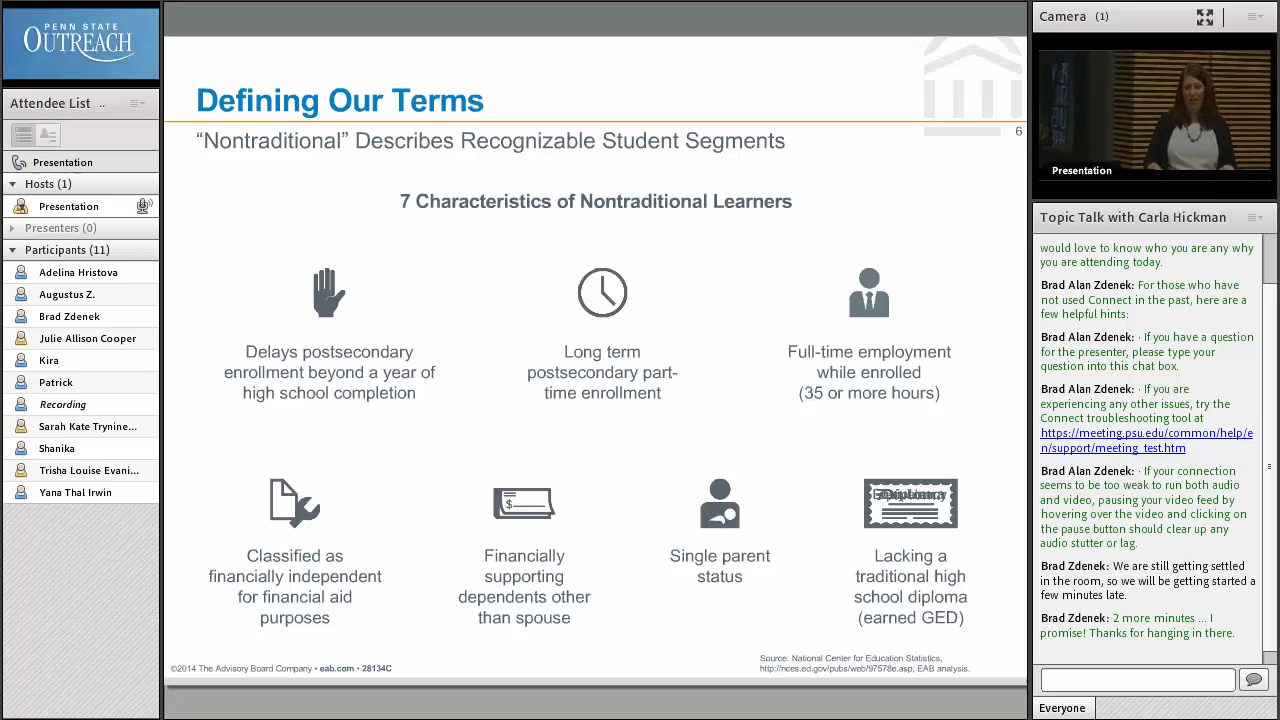 PENN STATE
OUTREACH
Attendee List ..
Presentation
Hosts (1)
Presentation
Presenters (0)
Participants (11)
Adelina Hristova
Augustus Z.
Brad Zdenek
Julie Allison Cooper
Kira
Patrick
Recording
Sarah Kate Trynine...
Shanika
Trisha Louise Evani...
Yana Thal Irwin
Defining Our Terms
6
“Nontraditional” Describes Recognizable Student Segments
7 Characteristics of Nontraditional Learners
Delays postsecondary
enrollment beyond a year of
high school completion
Long term
postsecondary part-
time enrollment
Full-time employment
while enrolled
(35 or more hours)
$
Classified as
financially independent
for financial aid
purposes
Financially
supporting
dependents other
than spouse
Single parent
status
Lacking a
traditional high
school diploma
(earned GED)
©2014 The Advisory Board Company • eab.com • 28134C
Source: National Center for Education Statistics,
http://nces.ed.gov/pubs/web/97578e.asp; EAB analysis.
Camera (1)
Presentation
Topic Talk with Carla Hickman
would love to know who you are any why
you are attending today.
Brad Alan Zdenek: For those who have
not used Connect in the past, here are a
few helpful hints:
Brad Alan Zdenek: · If you have a question
for the presenter, please type your
question into this chat box.
Brad Alan Zdenek: · If you are
experiencing any other issues, try the
Connect troubleshooting tool at
https://meeting.psu.edu/common/help/e
n/support/meeting_test.htm
Brad Alan Zdenek: · If your connection
seems to be too weak to run both audio
and video, pausing your video feed by
hovering over the video and clicking on
the pause button should clear up any
audio stutter or lag.
Brad Zdenek: We are still getting settled
in the room, so we will be getting started a
few minutes late.
Brad Zdenek: 2 more minutes ... I
promise! Thanks for hanging in there.
Everyone